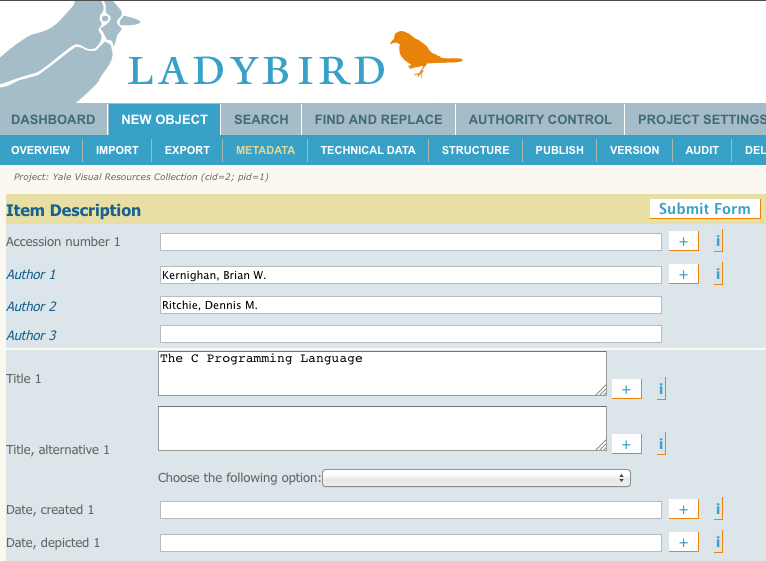 LADYBIRD
DASHBOARD NEW OBJECT SEARCH FIND AND REPLACE AUTHORITY CONTROL PROJECT SETTINGS
OVERVIEW IMPORT EXPORT METADATA TECHNICAL DATA STRUCTURE PUBLISH VERSION AUDIT DEL
Project: Yale Visual Resources Collection (cid=2; pid=1)
Item Description Submit Form
Accession number 1 + i
Author 1 Kernighan, Brian W. + i
Author 2 Ritchie, Dennis M.
Author 3
Title 1 The C Programming Language + i
Title, alternative 1 + i
Choose the following option:
Date, created 1 + i
Date, depicted 1 + i